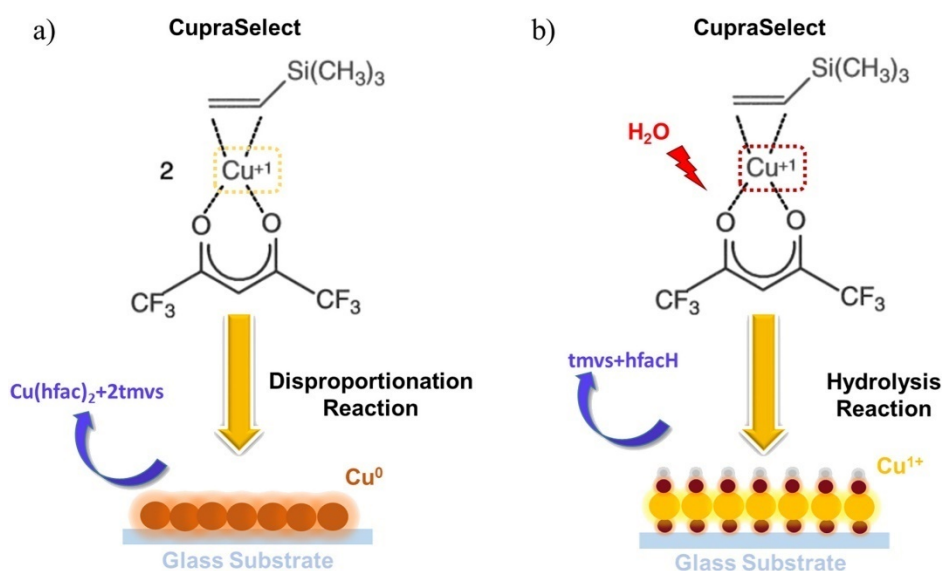 a)
CupraSelect
Si(CH₃)₃
2
Cu⁺¹
O
O
CF₃
CF₃
Cu(hfac)₂+2tmvs
Disproportionation
Reaction
Cu⁰
Glass Substrate
b)
CupraSelect
Si(CH₃)₃
H₂O
Cu⁺¹
O
O
CF₃
CF₃
tmvs+hfacH
Hydrolysis
Reaction
Cu¹⁺
Glass Substrate